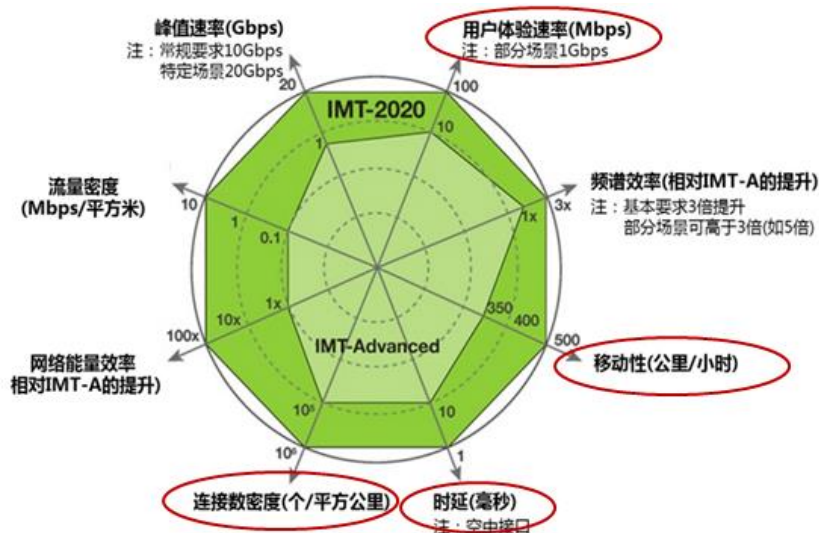 峰值速率(Gbps)
注：常规要求10Gbps
特定场景20Gbps
用户体验速率(Mbps)
注：部分场景1Gbps
20
100
IMT-2020
1
10
流量密度
(Mbps/平方米)
10
1
0.1
频谱效率(相对IMT-A的提升)
注：基本要求3倍提升
部分场景可高于3倍(如5倍)
1x
3x
网络能量效率
相对IMT-A的提升)
100x
10x
1x
350
400
500
移动性(公里/小时)
IMT-Advanced
10⁵
10
10⁶
1
连接数密度(个/平方公里)
时延(毫秒)
注：空中接口